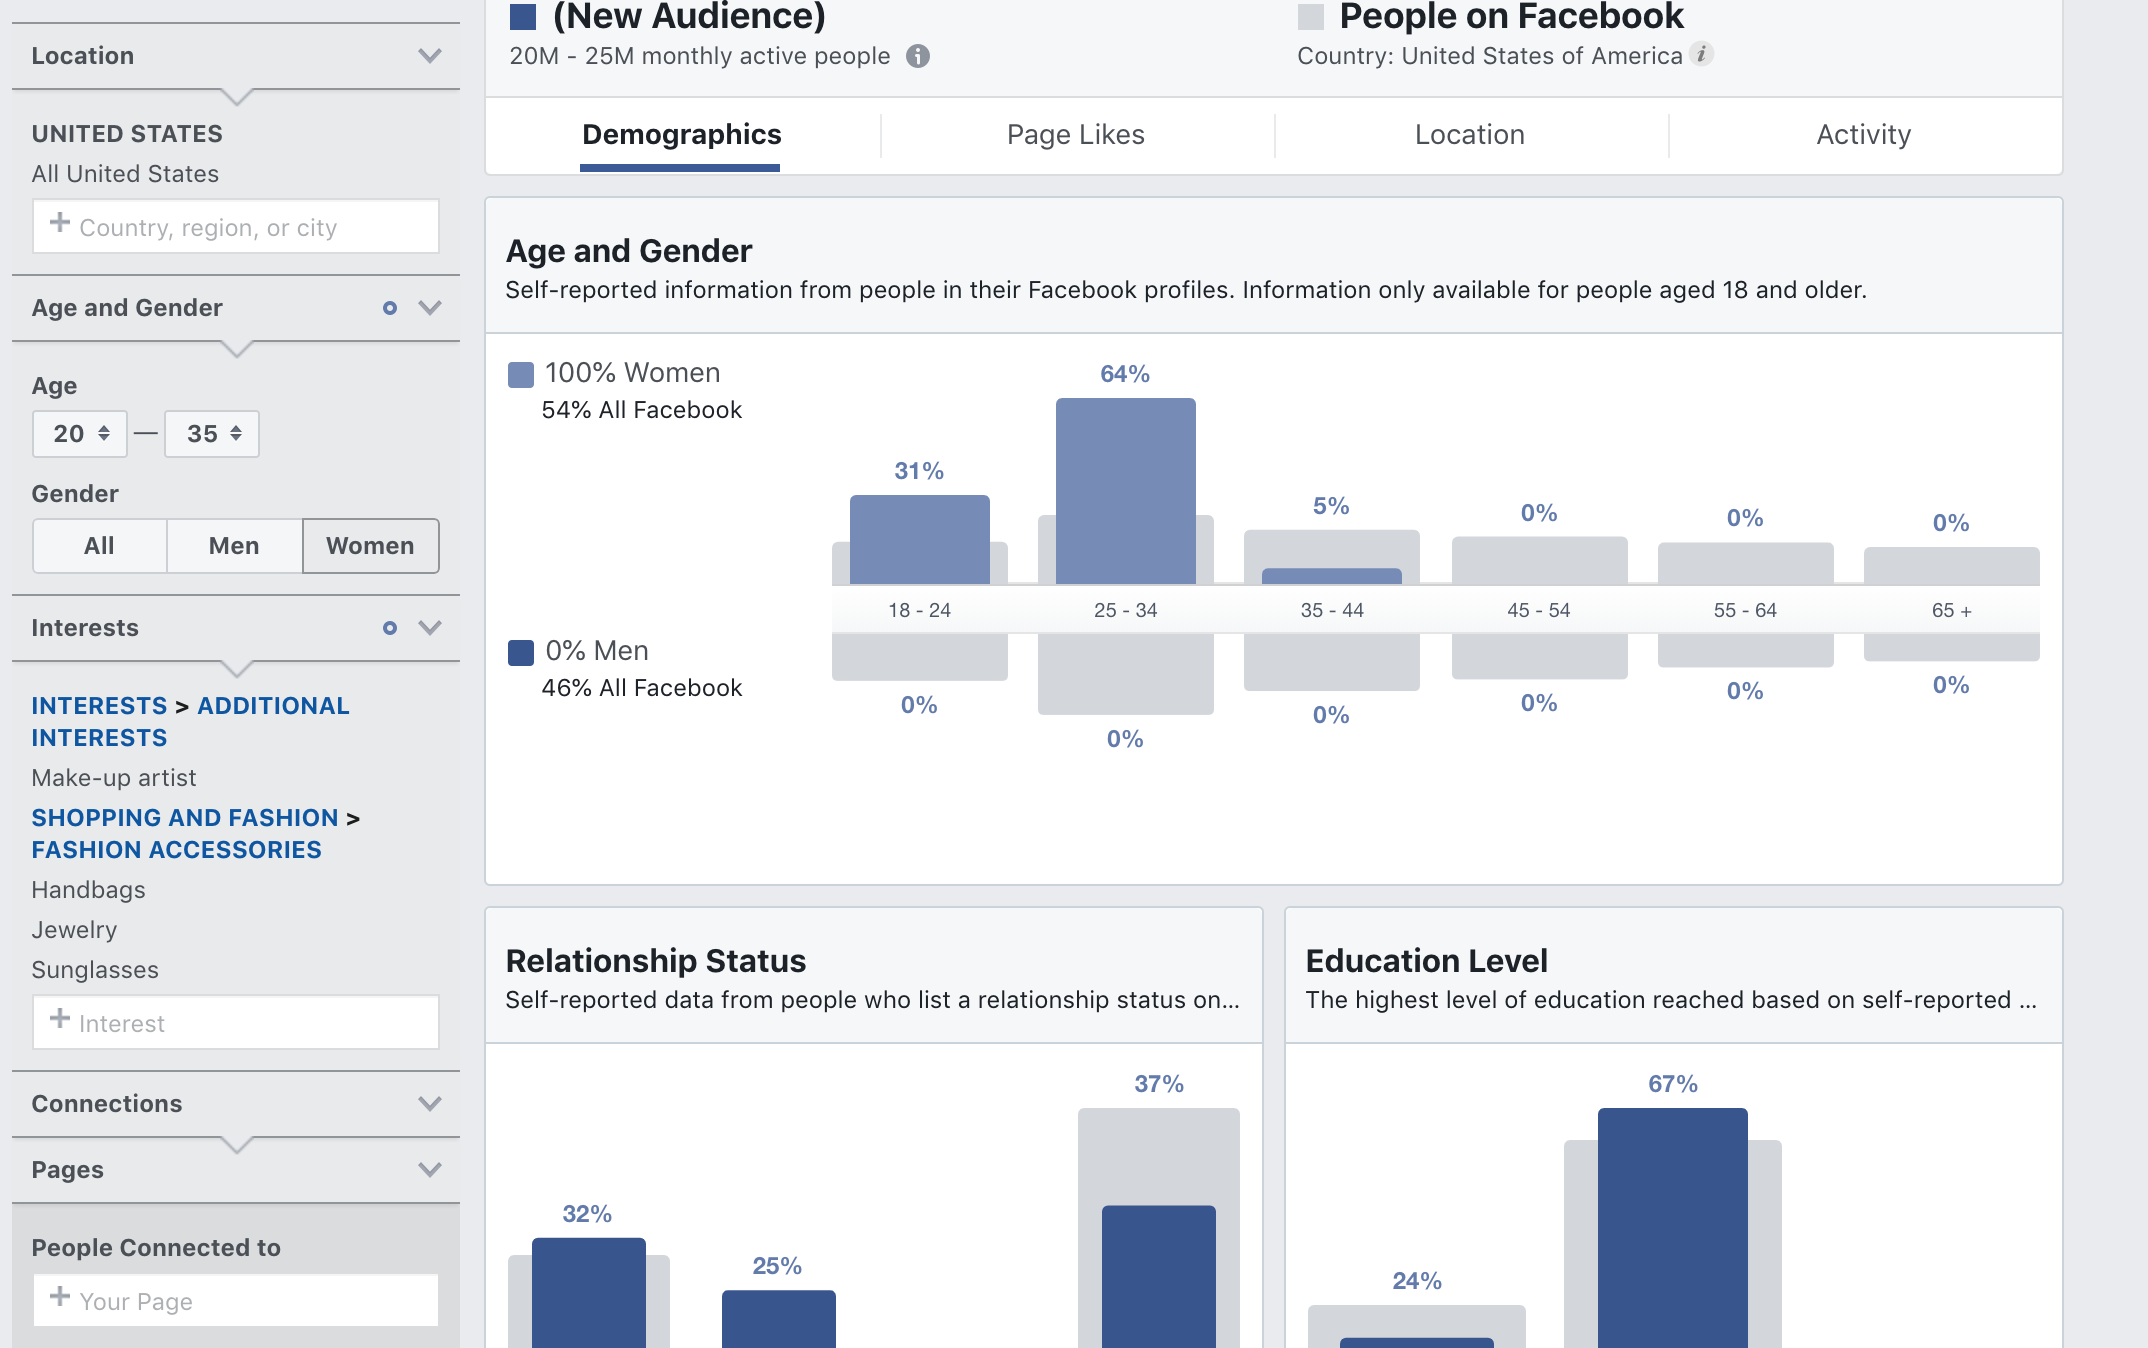 Location
UNITED STATES
All United States
Country, region, or city
Age and Gender
Age
20 — 35
Gender
All Men Women
Interests
INTERESTS > ADDITIONAL
INTERESTS
Make-up artist
SHOPPING AND FASHION >
FASHION ACCESSORIES
Handbags
Jewelry
Sunglasses
Interest
Connections
Pages
People Connected to
Your Page
(New Audience)
20M - 25M monthly active people
People on Facebook
Country: United States of America
Demographics Page Likes Location Activity
Age and Gender
Self-reported information from people in their Facebook profiles. Information only available for people aged 18 and older.
100% Women
54% All Facebook
31% 64% 5% 0% 0% 0%
18 - 24 25 - 34 35 - 44 45 - 54 55 - 64 65 +
0% Men
46% All Facebook
0% 0% 0% 0% 0% 0%
Relationship Status
Self-reported data from people who list a relationship status on...
32% 25% 37%
Education Level
The highest level of education reached based on self-reported ...
24% 67%